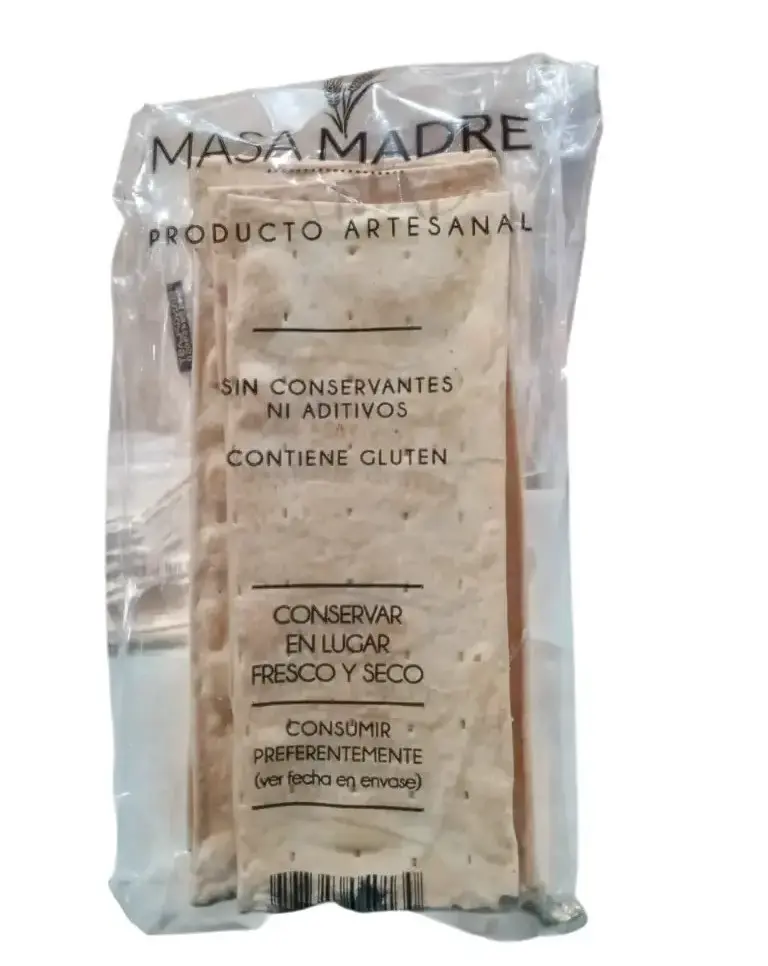 MASA MADRE
PRODUCTO ARTESANAL
SIN CONSERVANTES
NI ADITIVOS
CONTIENE GLUTEN
CONSERVAR
EN LUGAR
FRESCO Y SECO
CONSUMIR
PREFERENTEMENTE
(ver fecha en envase)